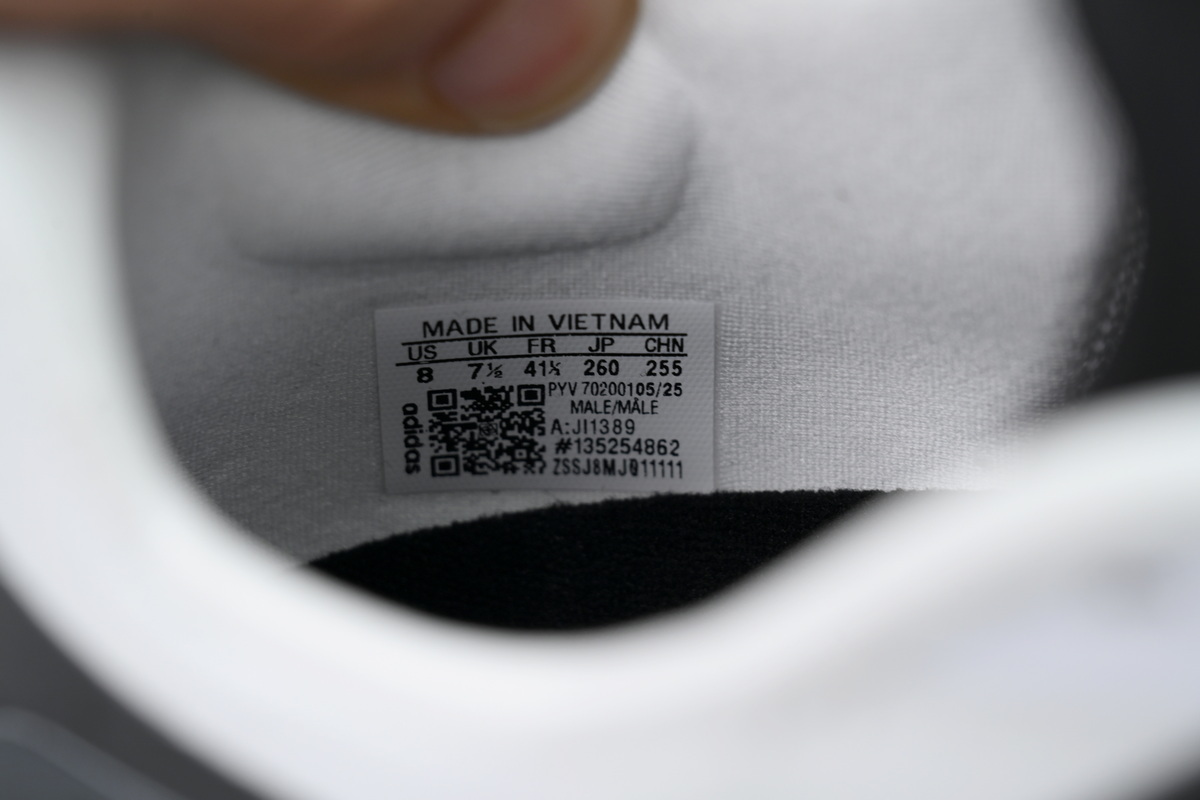 MADE IN VIETNAM
US UK FR JP CHN
8 7½ 41⅓ 260 255
PYV 70200105/25
MALE/MÂLE
A:JI1389
#135254862
ZSSJ8MJ011111
adidas